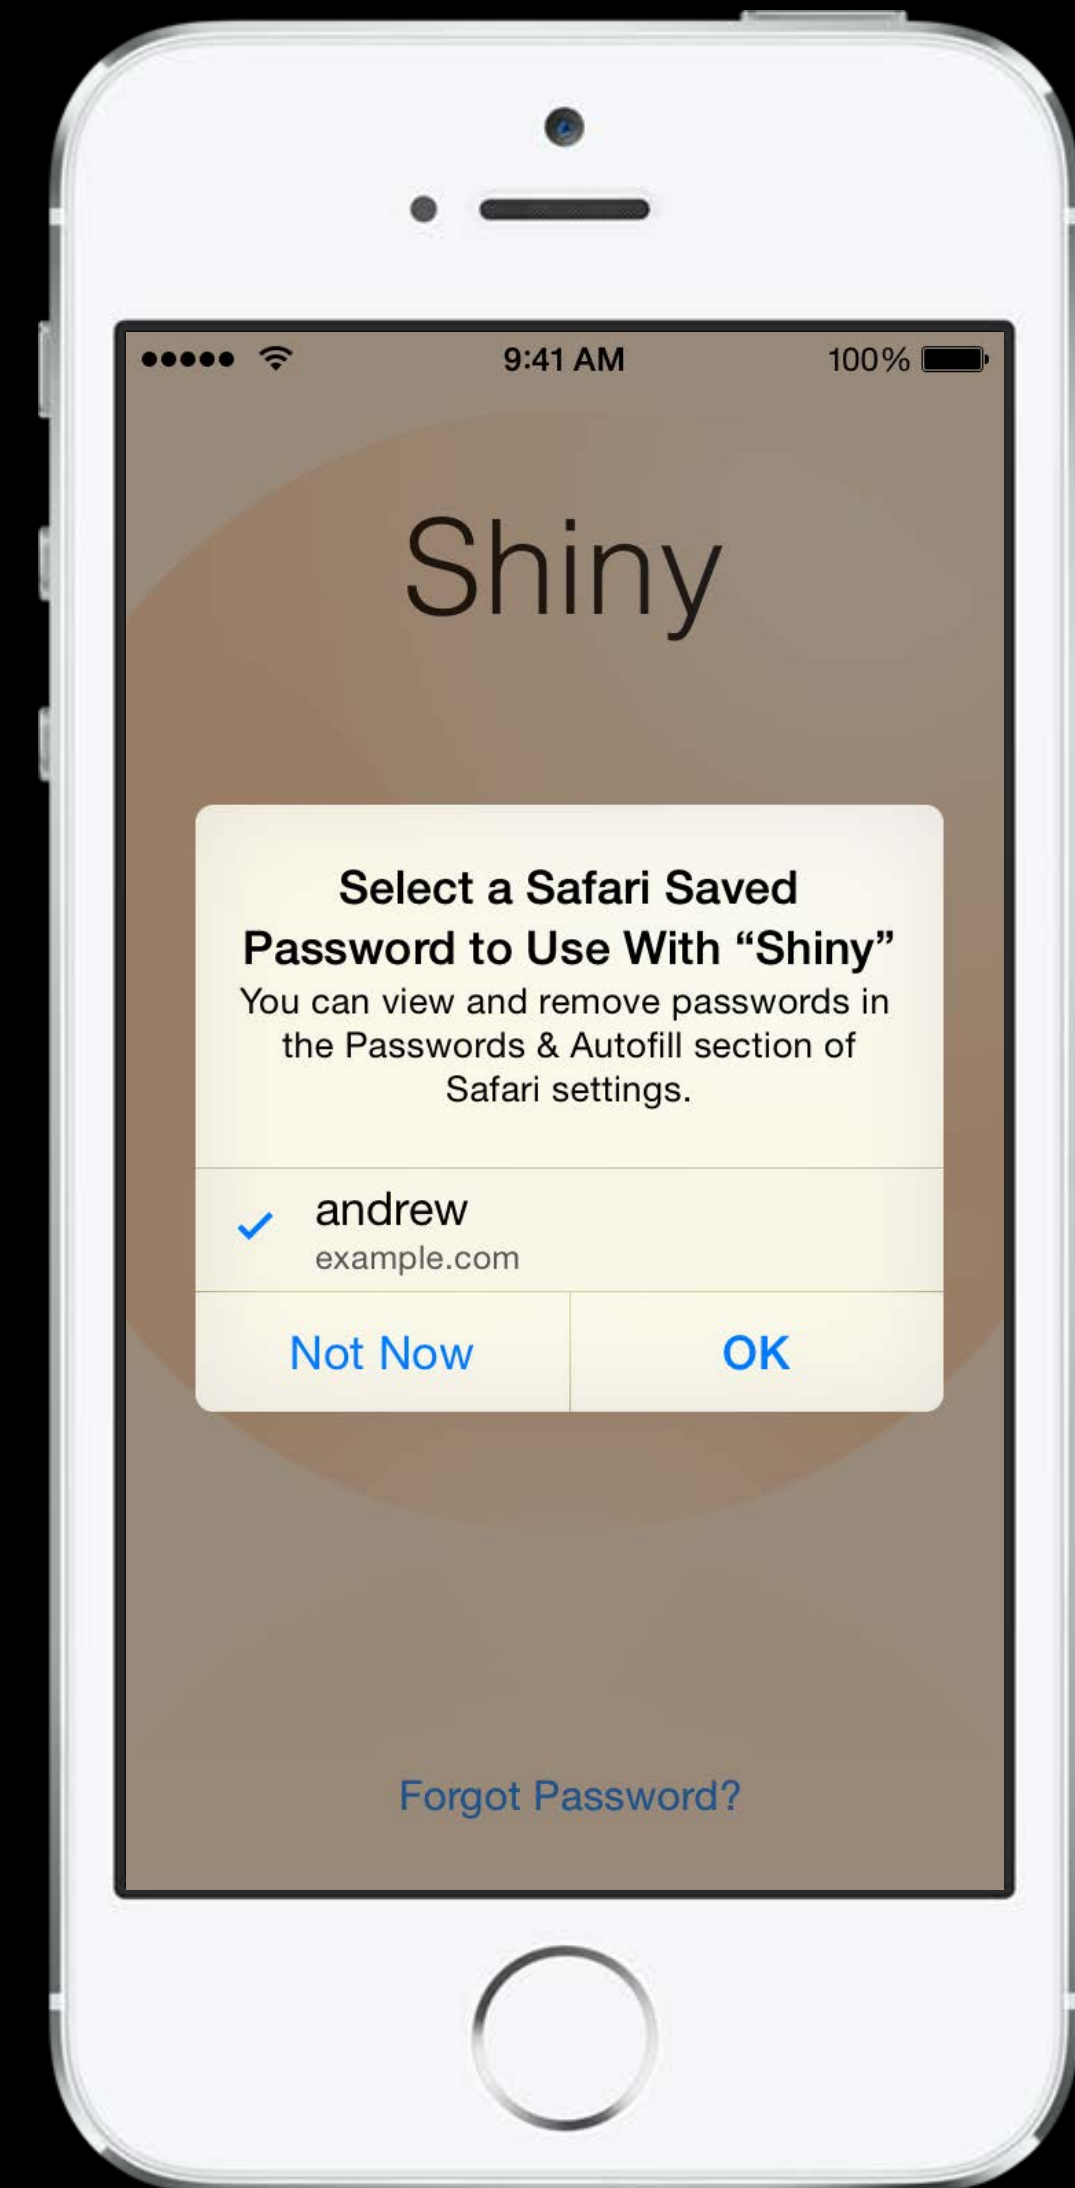 9:41 AM 100%
Shiny
Select a Safari Saved
Password to Use With “Shiny”
You can view and remove passwords in
the Passwords & Autofill section of
Safari settings.
andrew
example.com
Not Now OK
Forgot Password?